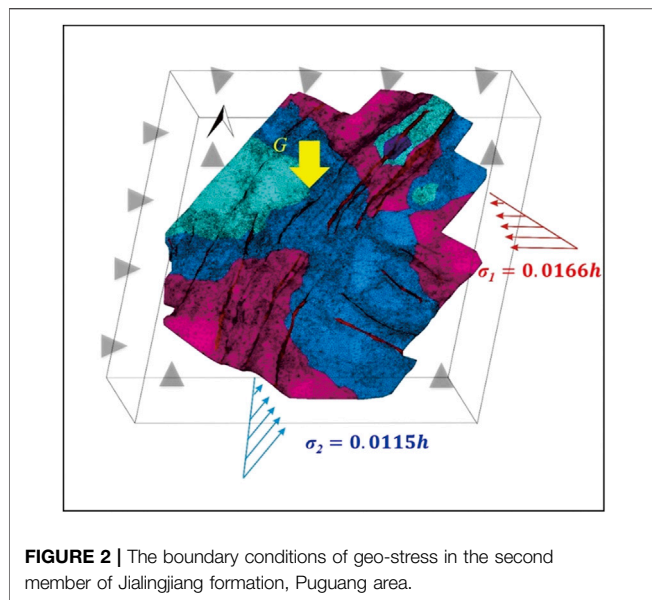 G
σ₁ = 0.0166h
σ₂ = 0.0115h
FIGURE 2 | The boundary conditions of geo-stress in the second
member of Jialingjiang formation, Puguang area.